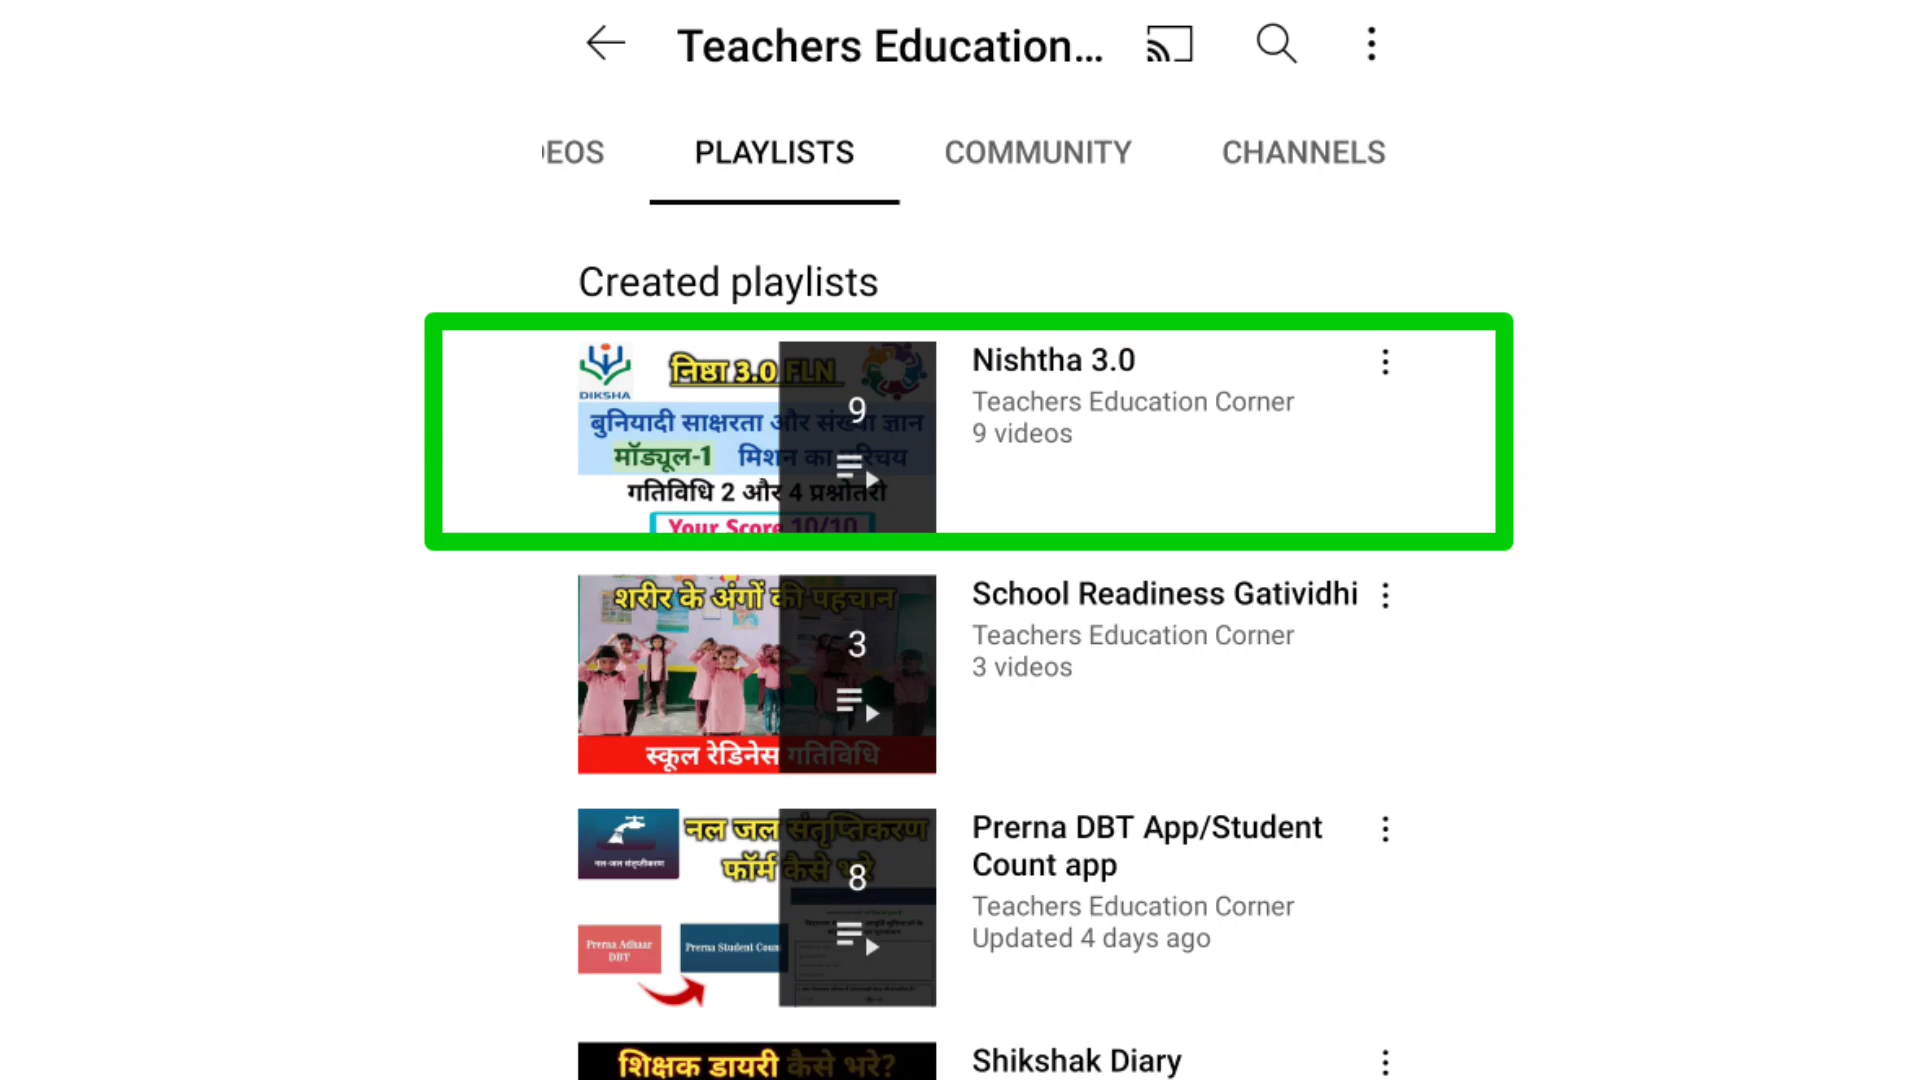 Teachers Education...
EOS
PLAYLISTS
COMMUNITY
CHANNELS
Created playlists
DIKSHA
निष्ठा 3.0 FLN
बुनियादी साक्षरता और संख्या ज्ञान
मॉड्यूल-1 मिशन का परिचय
गतिविधि 2 और 4 प्रश्नोतरी
Your Score 10/10
9
Nishtha 3.0
Teachers Education Corner
9 videos
शरीर के अंगों की पहचान
3
स्कूल रेडिनेस गतिविधि
School Readiness Gatividhi
Teachers Education Corner
3 videos
नल जल संतृप्तिकरण
फॉर्म कैसे भरे
नल-जल संतृप्तीकरण
8
Prerna Adhaar
DBT
Prerna Student Coun
Prerna DBT App/Student
Count app
Teachers Education Corner
Updated 4 days ago
शिक्षक डायरी कैसे भरे?
Shikshak Diary